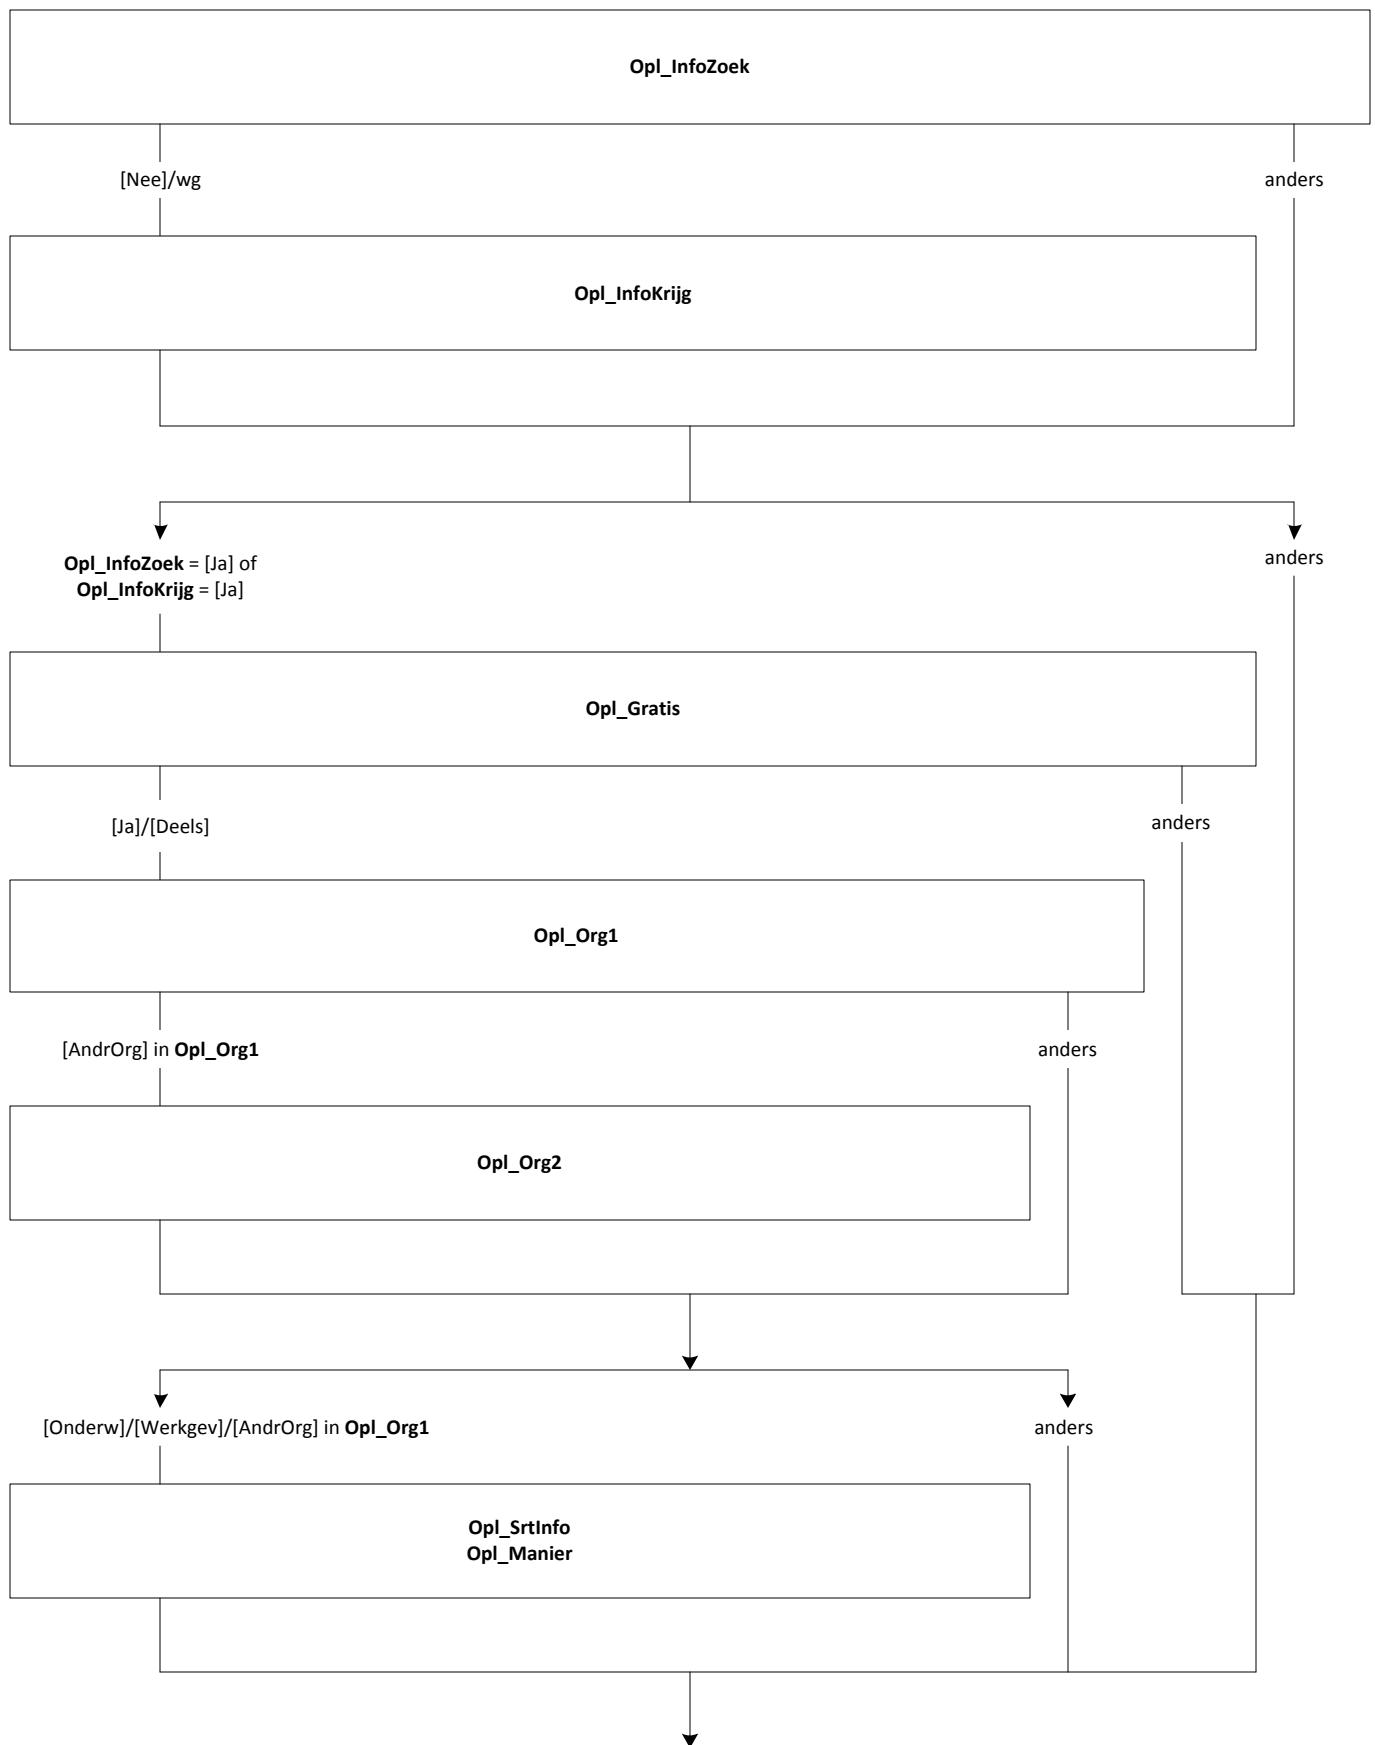 Opl_InfoZoek
[Nee]/wg
anders
Opl_InfoKrijg
Opl_InfoZoek = [Ja] of
Opl_InfoKrijg = [Ja]
anders
Opl_Gratis
[Ja]/[Deels]
anders
Opl_Org1
[AndrOrg] in Opl_Org1
anders
Opl_Org2
[Onderw]/[Werkgev]/[AndrOrg] in Opl_Org1
anders
Opl_SrtInfo
Opl_Manier